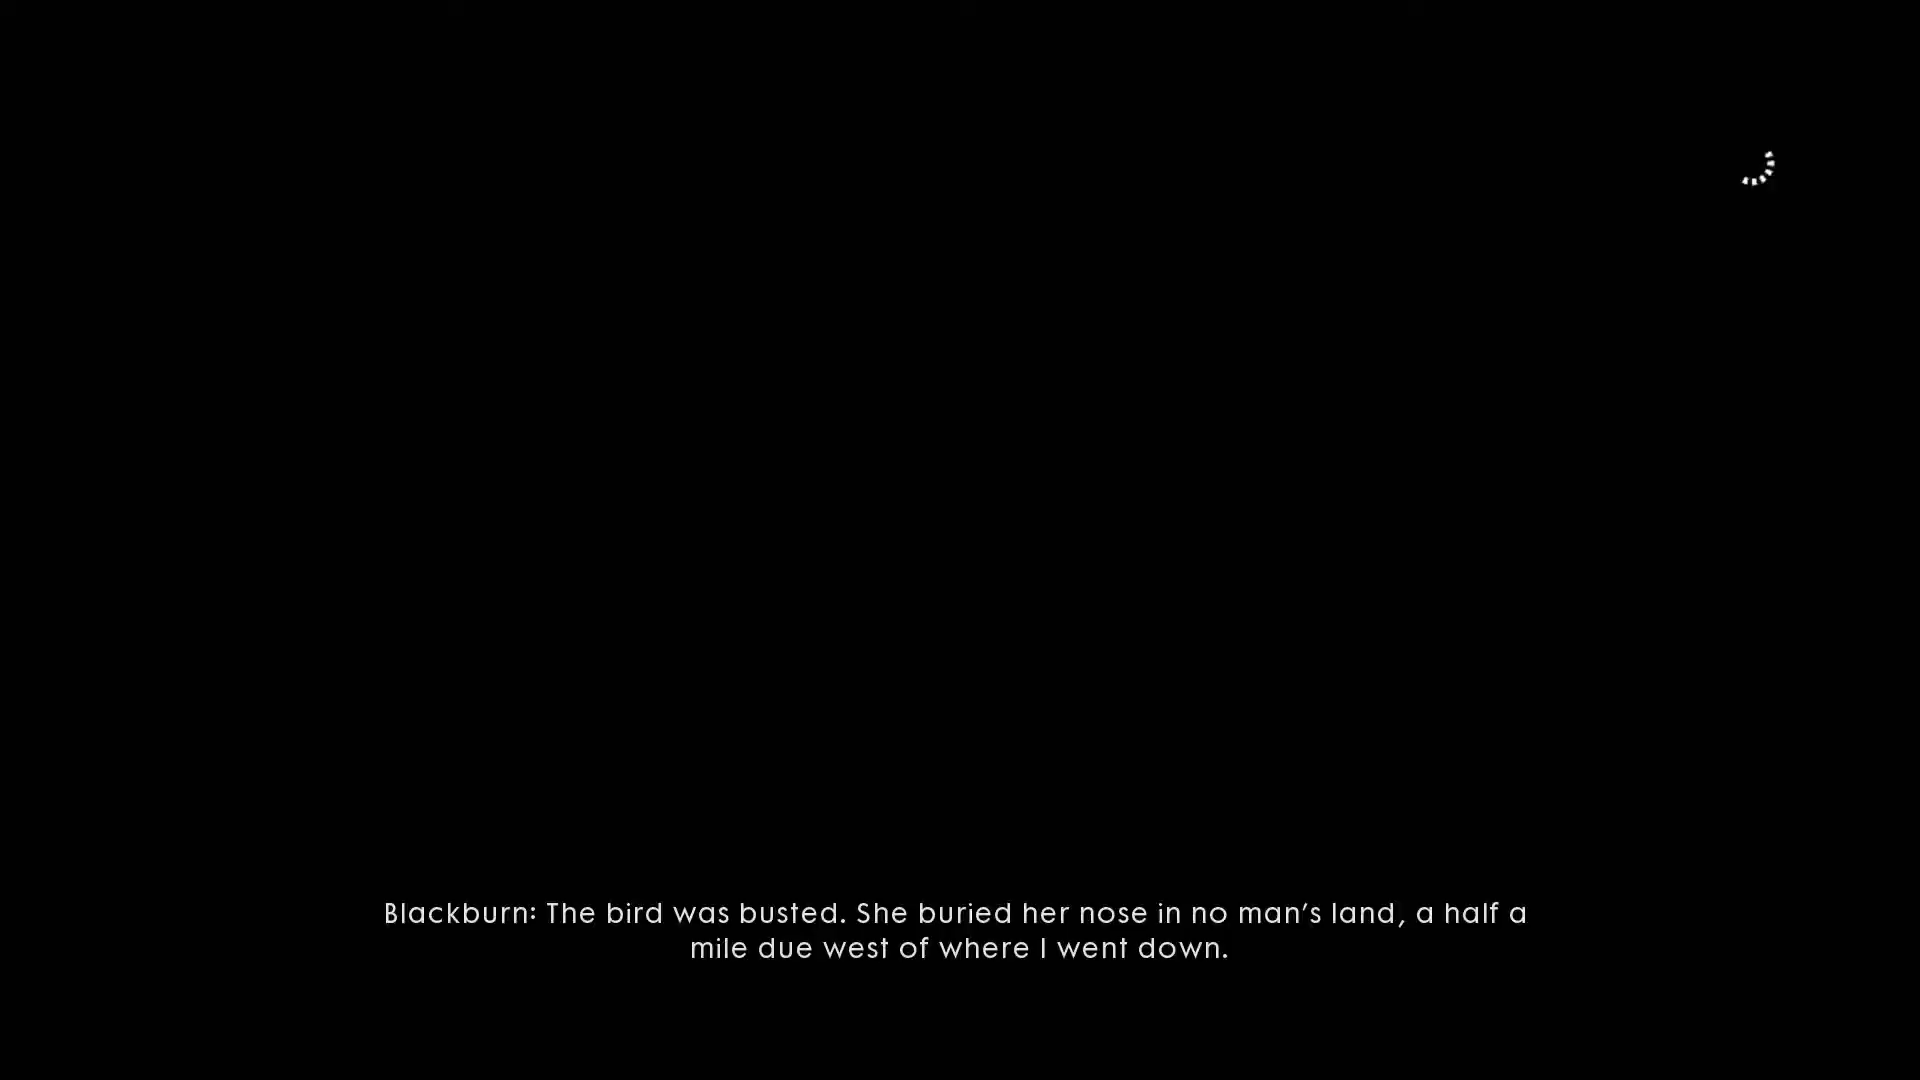 Blackburn: The bird was busted. She buried her nose in no man's land, a half a
mile due west of where I went down.